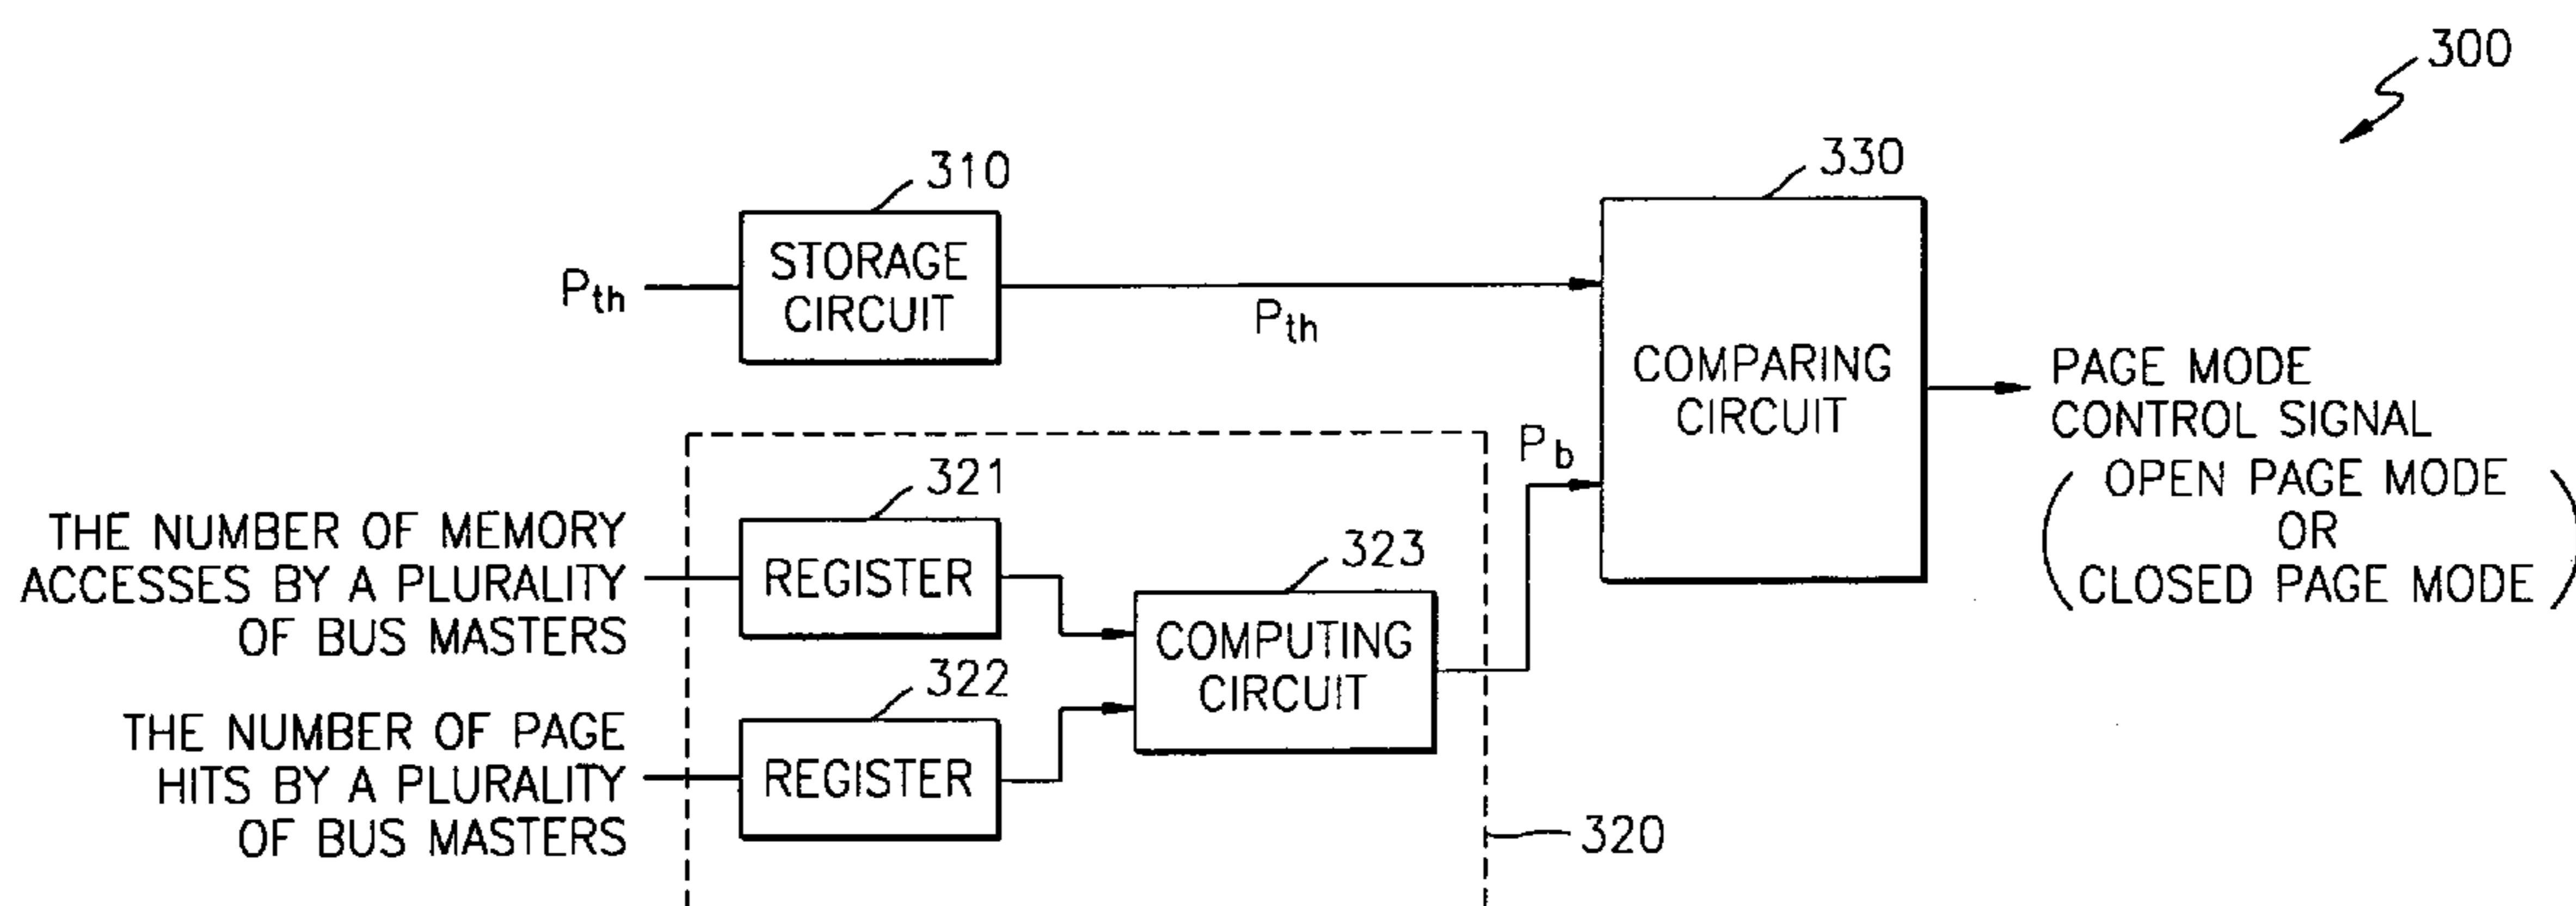 300
310
330
STORAGE
CIRCUIT
Pth
Pth
COMPARING
CIRCUIT
PAGE MODE
CONTROL SIGNAL
OPEN PAGE MODE
OR
CLOSED PAGE MODE
Pb
321
THE NUMBER OF MEMORY
ACCESSES BY A PLURALITY
OF BUS MASTERS
REGISTER
323
COMPUTING
CIRCUIT
322
THE NUMBER OF PAGE
HITS BY A PLURALITY
OF BUS MASTERS
REGISTER
320